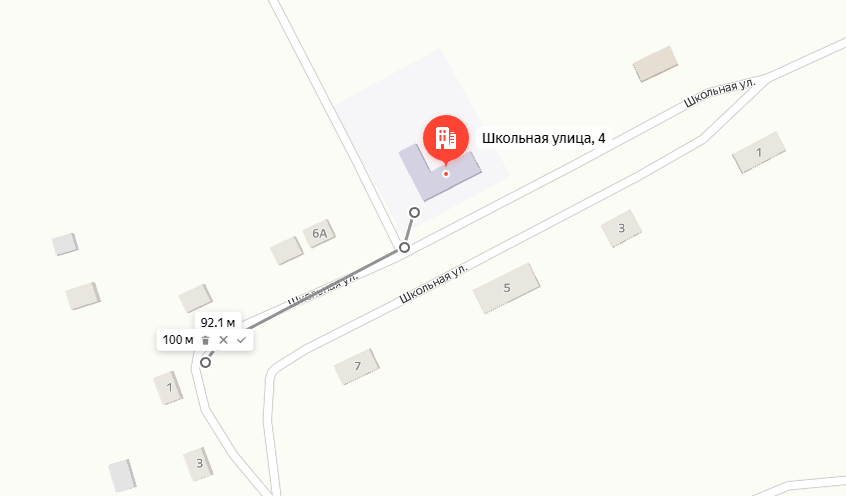 Школьная ул.
Школьная улица, 4
1
3
6А
Школьная ул.
Школьная ул.
5
92.1 м
100 м
7
1
3